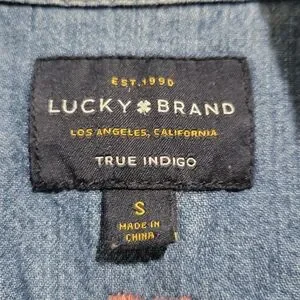 EST. 1990
LUCKY BRAND
LOS ANGELES, CALIFORNIA
TRUE INDIGO
S
MADE IN
CHINA